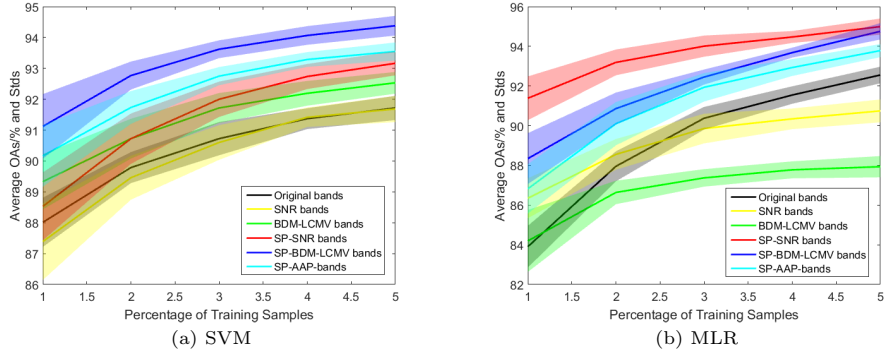 Average OAs/% and Stds
95
94
93
92
91
90
89
88
87
86
1 1.5 2 2.5 3 3.5 4 4.5 5
Percentage of Training Samples
Original bands
SNR bands
BDM-LCMV bands
SP-SNR bands
SP-BDM-LCMV bands
SP-AAP-bands
(a) SVM
Average OAs/% and Stds
96
94
92
90
88
86
84
82
1 1.5 2 2.5 3 3.5 4 4.5 5
Percentage of Training Samples
Original bands
SNR bands
BDM-LCMV bands
SP-SNR bands
SP-BDM-LCMV bands
SP-AAP-bands
(b) MLR